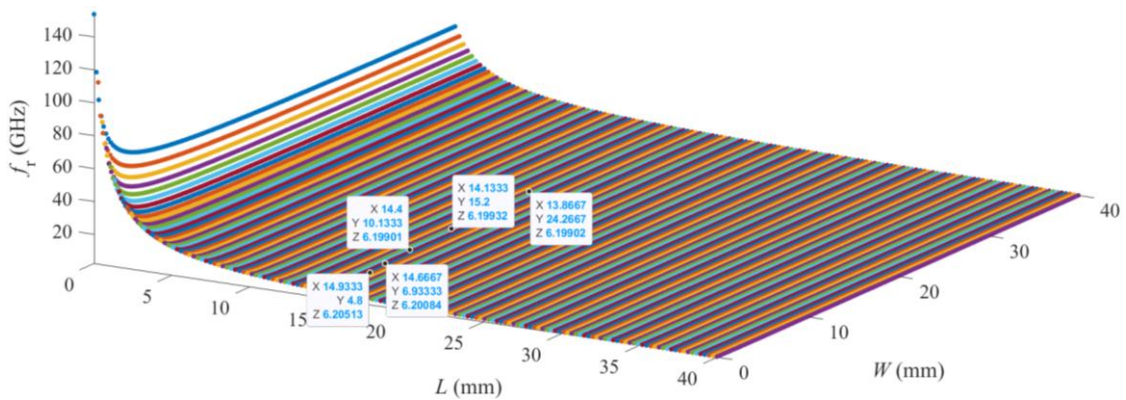 140
120
100
80
60
40
20
0
f_r (GHz)
X 14.4
Y 10.1333
Z 6.19901
X 14.1333
Y 15.2
Z 6.19932
X 13.8667
Y 24.2667
Z 6.19902
X 14.9333
Y 4.8
Z 6.20513
X 14.6667
Y 6.93333
Z 6.20084
5
10
15
20
25
30
35
40
L (mm)
0
10
20
30
40
W (mm)